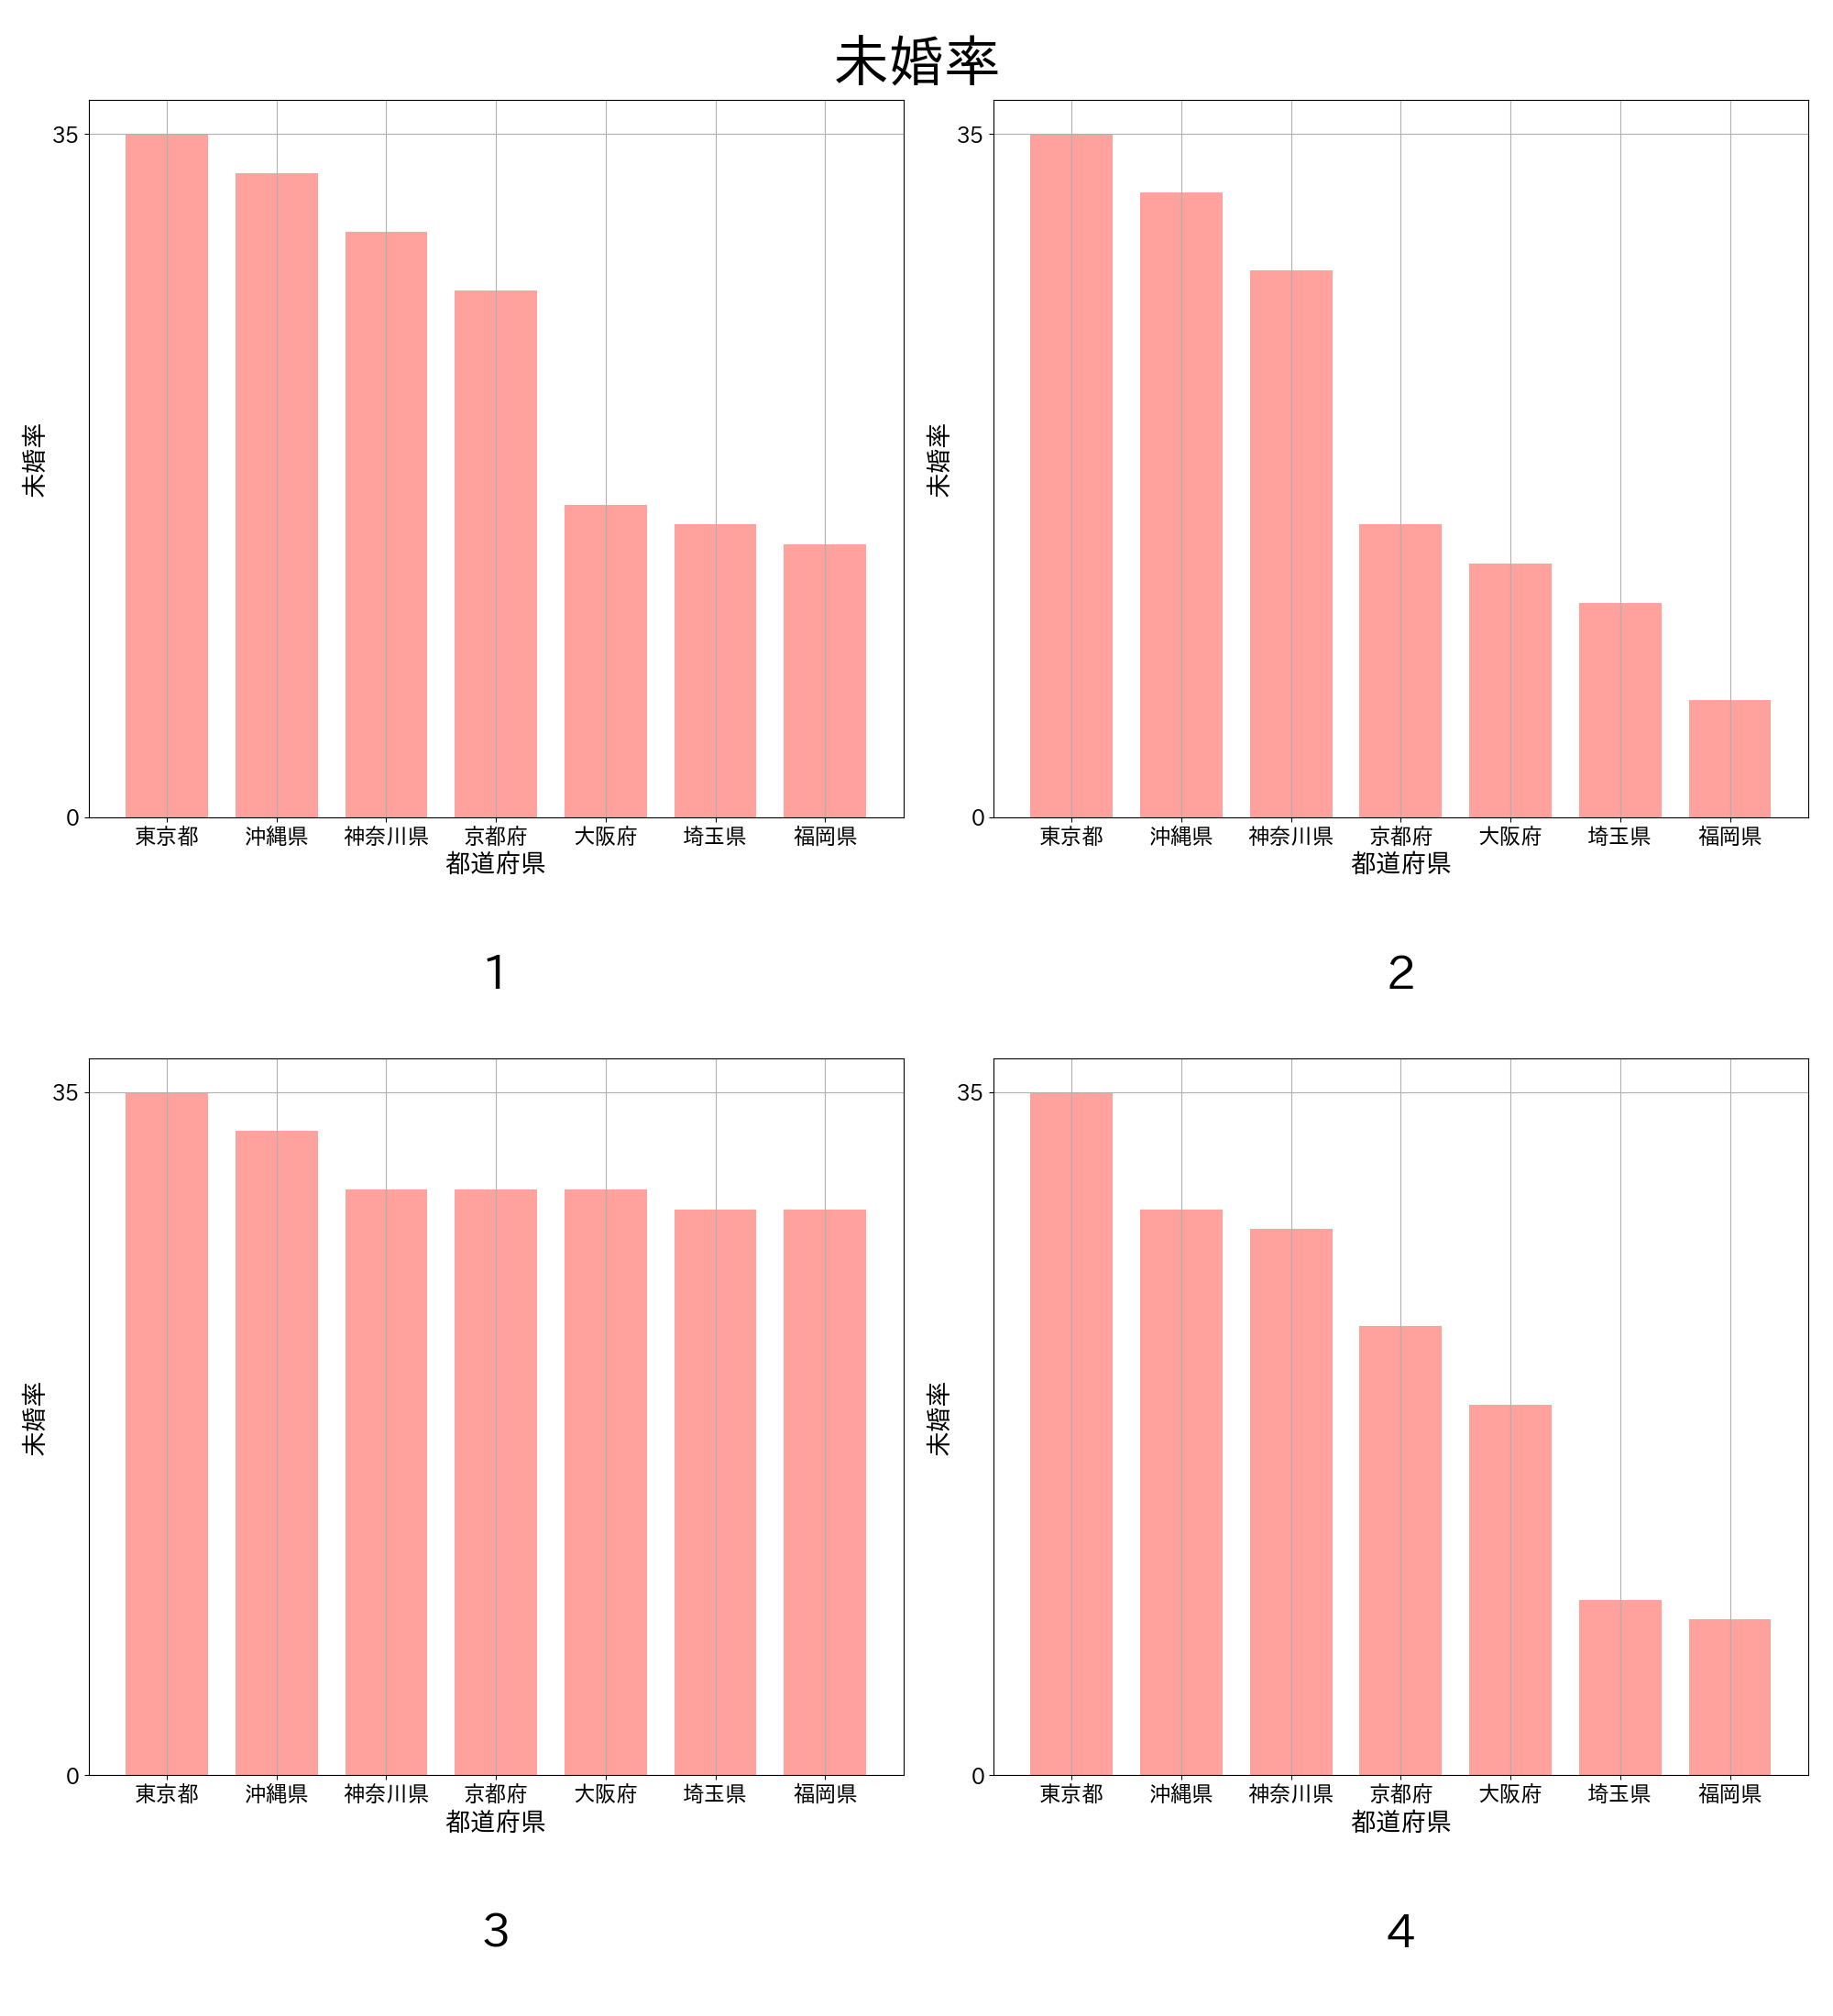 未婚率
35
0
未婚率
東京都 沖縄県 神奈川県 京都府 大阪府 埼玉県 福岡県
都道府県
1
35
0
未婚率
東京都 沖縄県 神奈川県 京都府 大阪府 埼玉県 福岡県
都道府県
2
35
0
未婚率
東京都 沖縄県 神奈川県 京都府 大阪府 埼玉県 福岡県
都道府県
3
35
0
未婚率
東京都 沖縄県 神奈川県 京都府 大阪府 埼玉県 福岡県
都道府県
4